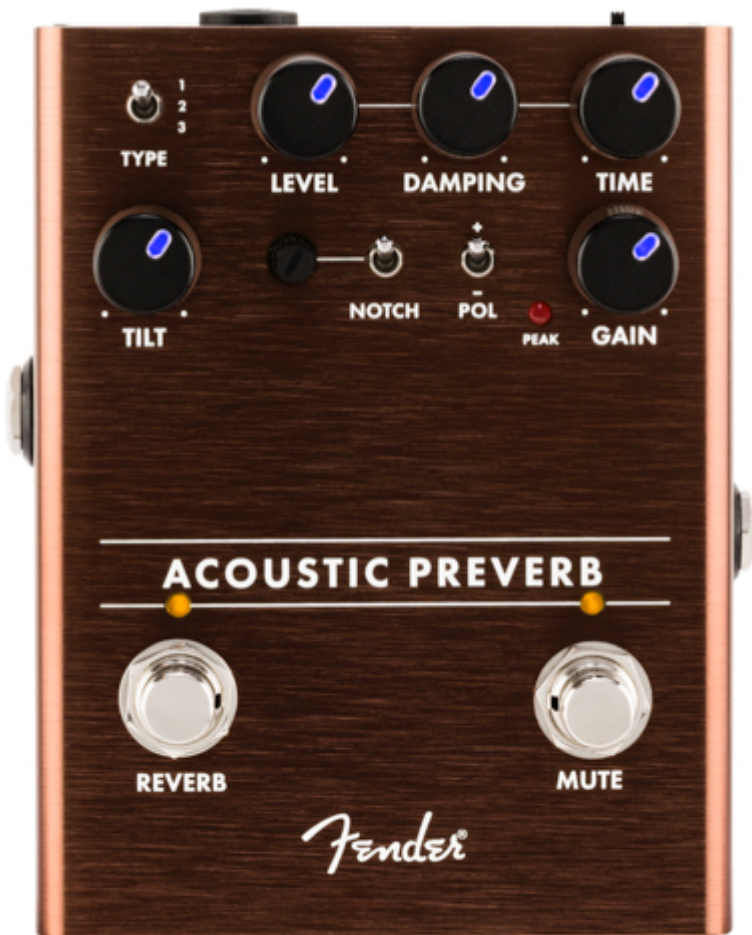 1
2
3
TYPE
LEVEL
DAMPING
TIME
TILT
+
NOTCH
POL
-
PEAK
GAIN
ACOUSTIC PREVERB
REVERB
MUTE
Fender®